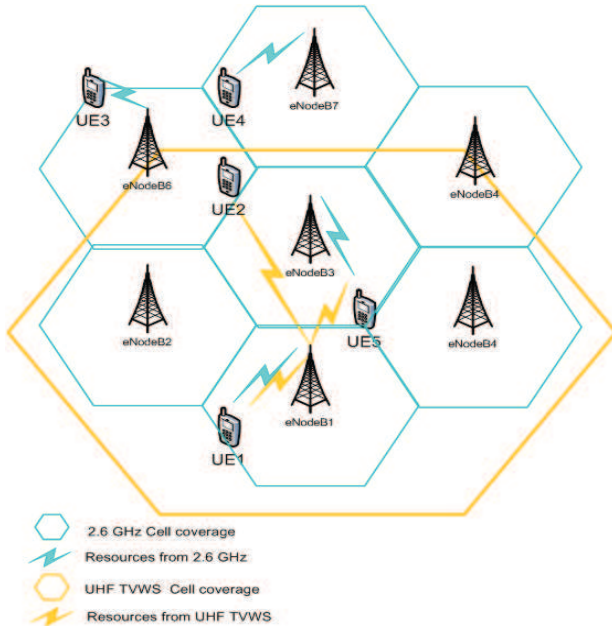 eNodeB7
UE3
UE4
eNodeB6
eNodeB4
UE2
eNodeB3
eNodeB2
UE5
eNodeB4
eNodeB1
UE1
2.6 GHz Cell coverage
Resources from 2.6 GHz
UHF TVWS Cell coverage
Resources from UHF TVWS